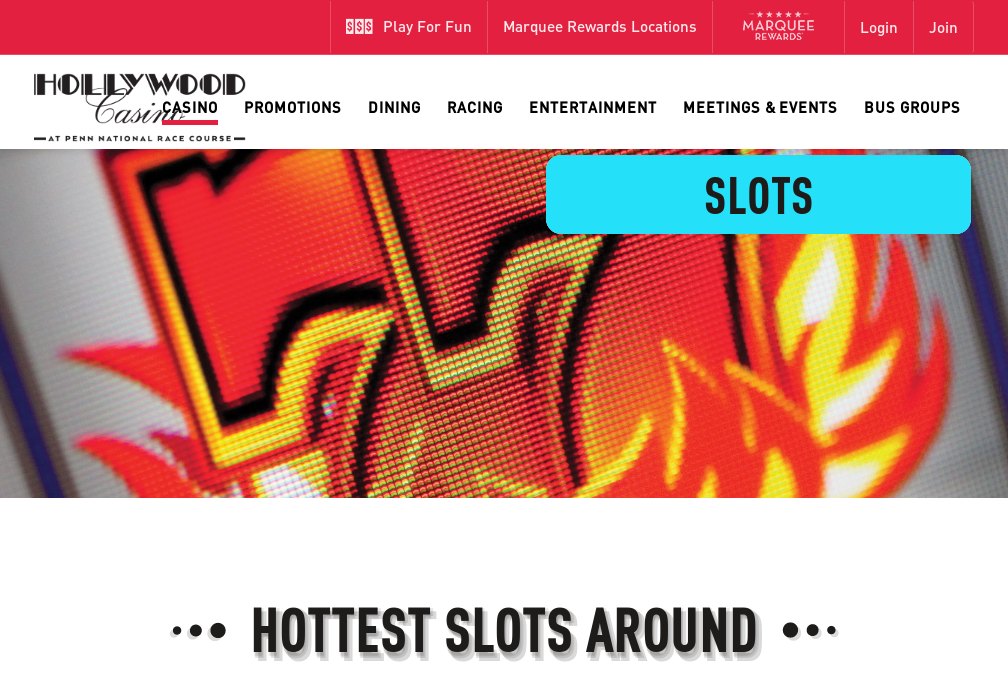 $$$ Play For Fun
Marquee Rewards Locations
MARQUEE
REWARDS
Login
Join
HOLLYWOOD
Casino
AT PENN NATIONAL RACE COURSE
CASINO
PROMOTIONS
DINING
RACING
ENTERTAINMENT
MEETINGS & EVENTS
BUS GROUPS
SLOTS
HOTTEST SLOTS AROUND